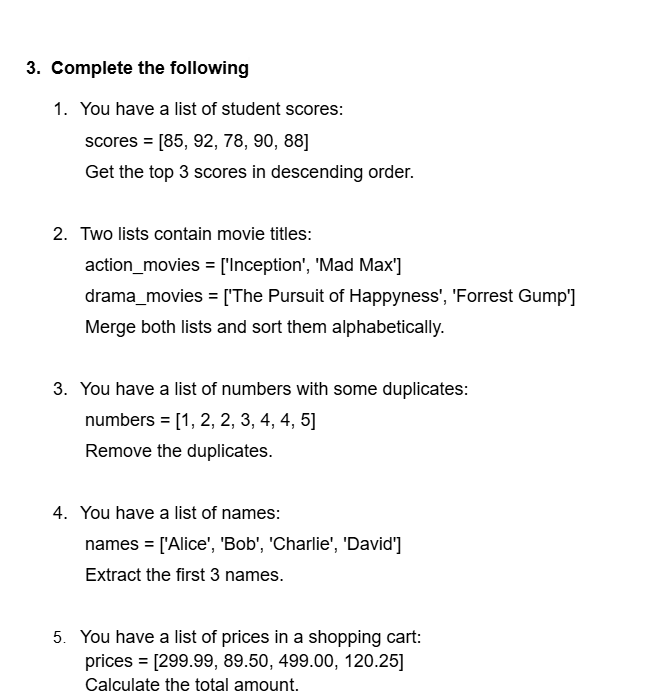 3. Complete the following
1. You have a list of student scores:
scores = [85, 92, 78, 90, 88]
Get the top 3 scores in descending order.
2. Two lists contain movie titles:
action_movies = ['Inception', 'Mad Max']
drama_movies = ['The Pursuit of Happyness', 'Forrest Gump']
Merge both lists and sort them alphabetically.
3. You have a list of numbers with some duplicates:
numbers = [1, 2, 2, 3, 4, 4, 5]
Remove the duplicates.
4. You have a list of names:
names = ['Alice', 'Bob', 'Charlie', 'David']
Extract the first 3 names.
5. You have a list of prices in a shopping cart:
prices = [299.99, 89.50, 499.00, 120.25]
Calculate the total amount.